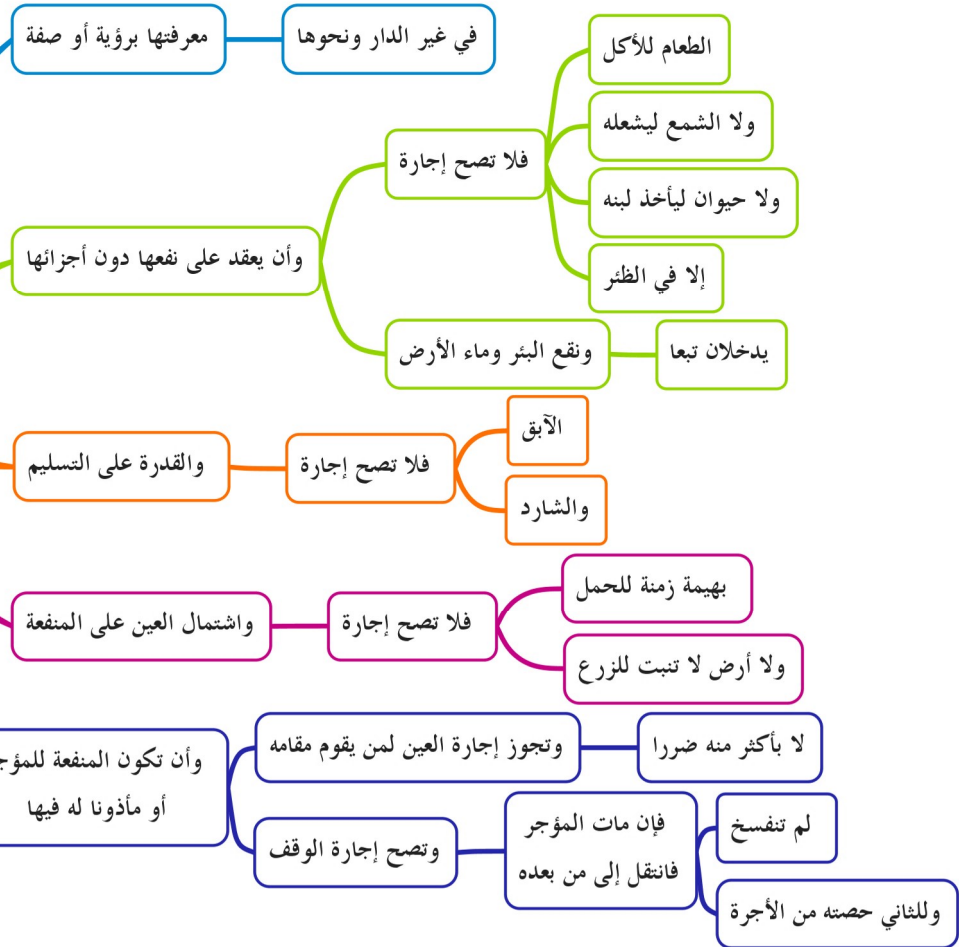 معرفتها برؤية أو صفة
في غير الدار ونحوها
وأن يعقد على نفعها دون أجزائها
فلا تصح إجارة
الطعام للأكل
ولا الشمع ليشعله
ولا حيوان ليأخذ لبنه
إلا في الظئر
ونقع البئر وماء الأرض
يدخلان تبعا
والقدرة على التسليم
فلا تصح إجارة
الآبق
والشارد
واشتمال العين على المنفعة
فلا تصح إجارة
بهيمة زمنة للحمل
ولا أرض لا تنبت للزرع
وأن تكون المنفعة للمؤج
أو مأذونا له فيها
وتجوز إجارة العين لمن يقوم مقامه
لا بأكثر منه ضررا
وتصح إجارة الوقف
فإن مات المؤجر
فانتقل إلى من بعده
لم تنفسخ
وللثاني حصته من الأجرة